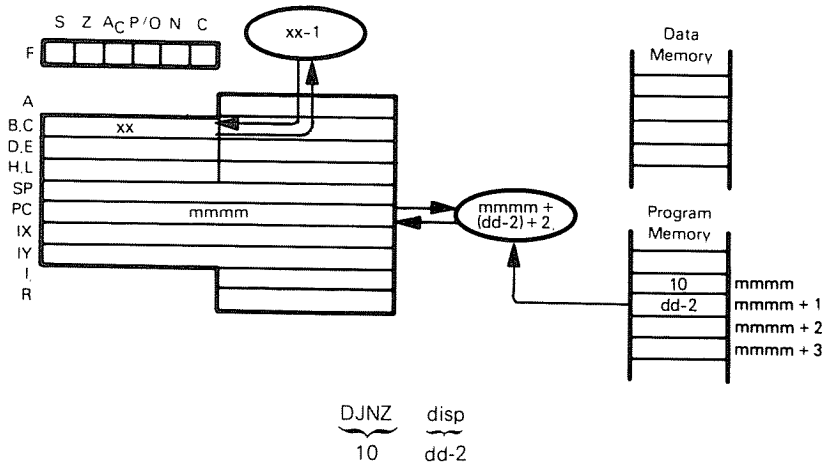 S Z AC P/O N C
F
xx-1
A
B,C xx
D,E
H,L
SP
PC mmmm
IX
IY
I
R
mmmm +
(dd-2) + 2
Data
Memory
Program
Memory
10 mmmm
dd-2 mmmm + 1
mmmm + 2
mmmm + 3
DJNZ disp
10 dd-2